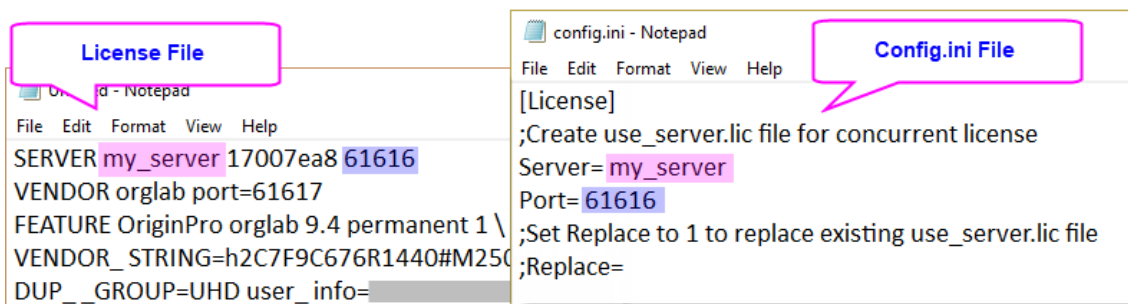 License File
- Notepad
File Edit Format View Help
SERVER my_server 17007ea8 61616
VENDOR orglab port=61617
FEATURE OriginPro orglab 9.4 permanent 1 \
VENDOR_ STRING=h2C7F9C676R1440#M250
DUP_ _GROUP=UHD user_ info=
config.ini - Notepad
Config.ini File
File Edit Format View Help
[License]
;Create use_server.lic file for concurrent license
Server= my_server
Port= 61616
;Set Replace to 1 to replace existing use_server.lic file
;Replace=